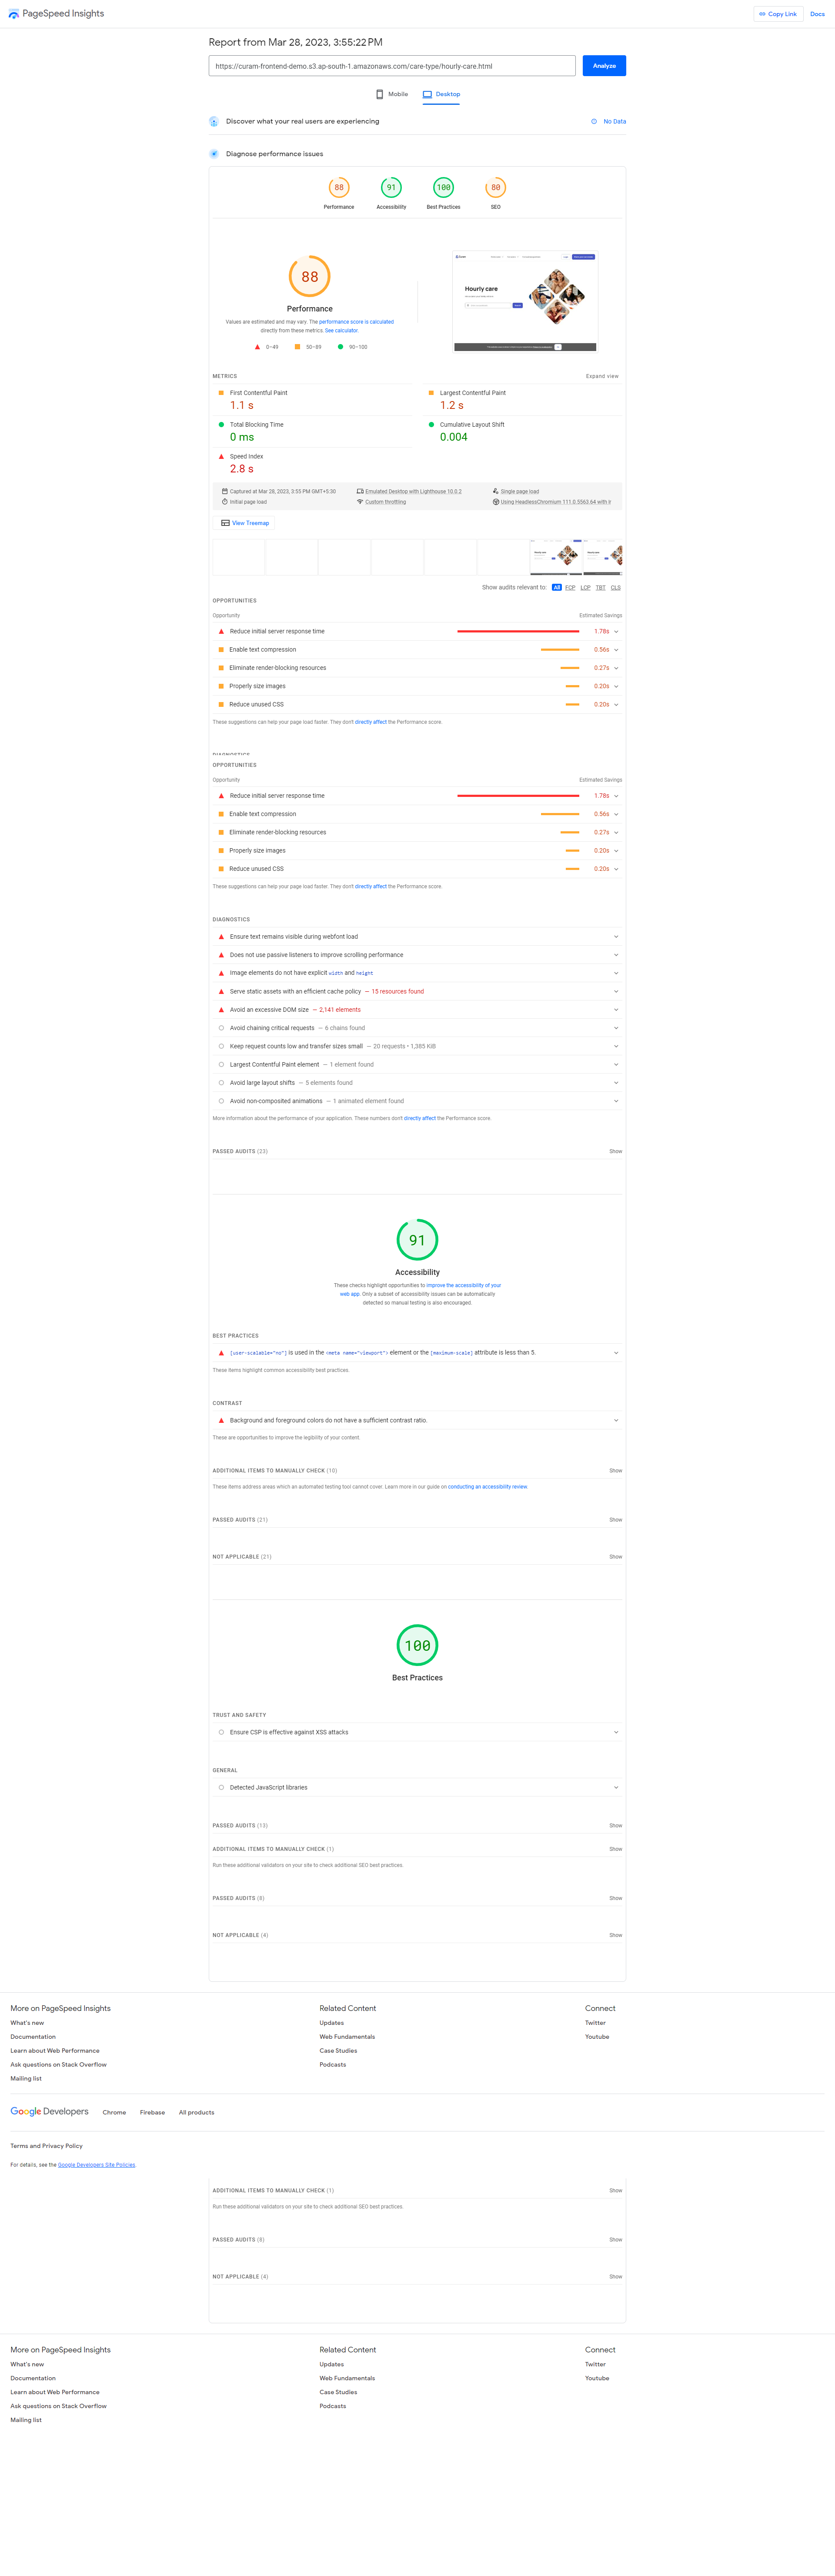 PageSpeed Insights
Copy Link
Docs
Report from Mar 28, 2023, 3:55:22 PM
https://curam-frontend-demo.s3.ap-south-1.amazonaws.com/care-type/hourly-care.html
Analyze
Mobile
Desktop
Discover what your real users are experiencing
No Data
Diagnose performance issues
88
91
100
80
Performance
Accessibility
Best Practices
SEO
88
Performance
Values are estimated and may vary. The performance score is calculated
directly from these metrics. See calculator.
0–49
50–89
90–100
Hourly care
METRICS
Expand view
First Contentful Paint
1.1 s
Largest Contentful Paint
1.2 s
Total Blocking Time
0 ms
Cumulative Layout Shift
0.004
Speed Index
2.8 s
Captured at Mar 28, 2023, 3:55 PM GMT+5:30
Emulated Desktop with Lighthouse 10.0.2
Single page load
Initial page load
Custom throttling
Using HeadlessChromium 111.0.5563.64 with lr
View Treemap
Show audits relevant to: All FCP LCP TBT CLS
OPPORTUNITIES
Opportunity
Estimated Savings
Reduce initial server response time
1.78s
Enable text compression
0.56s
Eliminate render-blocking resources
0.27s
Properly size images
0.20s
Reduce unused CSS
0.20s
These suggestions can help your page load faster. They don't directly affect the Performance score.
DIAGNOSTICS
OPPORTUNITIES
Opportunity
Estimated Savings
Reduce initial server response time
1.78s
Enable text compression
0.56s
Eliminate render-blocking resources
0.27s
Properly size images
0.20s
Reduce unused CSS
0.20s
These suggestions can help your page load faster. They don't directly affect the Performance score.
DIAGNOSTICS
Ensure text remains visible during webfont load
Does not use passive listeners to improve scrolling performance
Image elements do not have explicit width and height
Serve static assets with an efficient cache policy — 15 resources found
Avoid an excessive DOM size — 2,141 elements
Avoid chaining critical requests — 6 chains found
Keep request counts low and transfer sizes small — 20 requests • 1,385 KiB
Largest Contentful Paint element — 1 element found
Avoid large layout shifts — 5 elements found
Avoid non-composited animations — 1 animated element found
More information about the performance of your application. These numbers don't directly affect the Performance score.
PASSED AUDITS (23)
Show
91
Accessibility
These checks highlight opportunities to improve the accessibility of your
web app. Only a subset of accessibility issues can be automatically
detected so manual testing is also encouraged.
BEST PRACTICES
[user-scalable="no"] is used in the <meta name="viewport"> element or the [maximum-scale] attribute is less than 5.
These items highlight common accessibility best practices.
CONTRAST
Background and foreground colors do not have a sufficient contrast ratio.
These are opportunities to improve the legibility of your content.
ADDITIONAL ITEMS TO MANUALLY CHECK (10)
Show
These items address areas which an automated testing tool cannot cover. Learn more in our guide on conducting an accessibility review.
PASSED AUDITS (21)
Show
NOT APPLICABLE (21)
Show
100
Best Practices
TRUST AND SAFETY
Ensure CSP is effective against XSS attacks
GENERAL
Detected JavaScript libraries
PASSED AUDITS (13)
Show
ADDITIONAL ITEMS TO MANUALLY CHECK (1)
Show
Run these additional validators on your site to check additional SEO best practices.
PASSED AUDITS (8)
Show
NOT APPLICABLE (4)
Show
More on PageSpeed Insights
What's new
Documentation
Learn about Web Performance
Ask questions on Stack Overflow
Mailing list
Related Content
Updates
Web Fundamentals
Case Studies
Podcasts
Connect
Twitter
Youtube
Google Developers
Chrome
Firebase
All products
Terms and Privacy Policy
For details, see the Google Developers Site Policies.
ADDITIONAL ITEMS TO MANUALLY CHECK (1)
Show
Run these additional validators on your site to check additional SEO best practices.
PASSED AUDITS (8)
Show
NOT APPLICABLE (4)
Show
More on PageSpeed Insights
What's new
Documentation
Learn about Web Performance
Ask questions on Stack Overflow
Mailing list
Related Content
Updates
Web Fundamentals
Case Studies
Podcasts
Connect
Twitter
Youtube